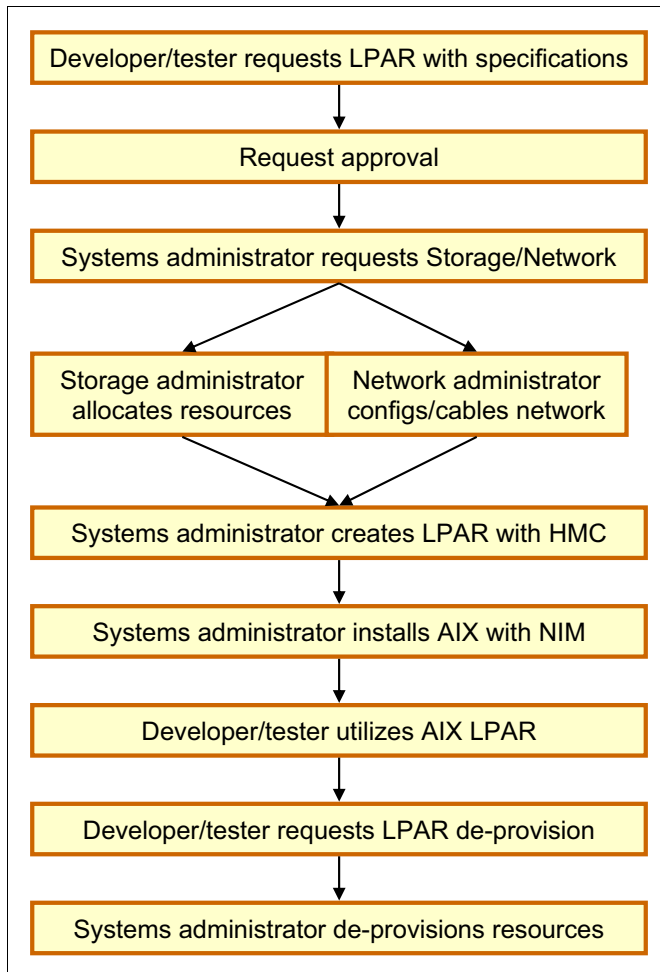 Developer/tester requests LPAR with specifications
Request approval
Systems administrator requests Storage/Network
Storage administrator
allocates resources
Network administrator
configs/cables network
Systems administrator creates LPAR with HMC
Systems administrator installs AIX with NIM
Developer/tester utilizes AIX LPAR
Developer/tester requests LPAR de-provision
Systems administrator de-provisions resources